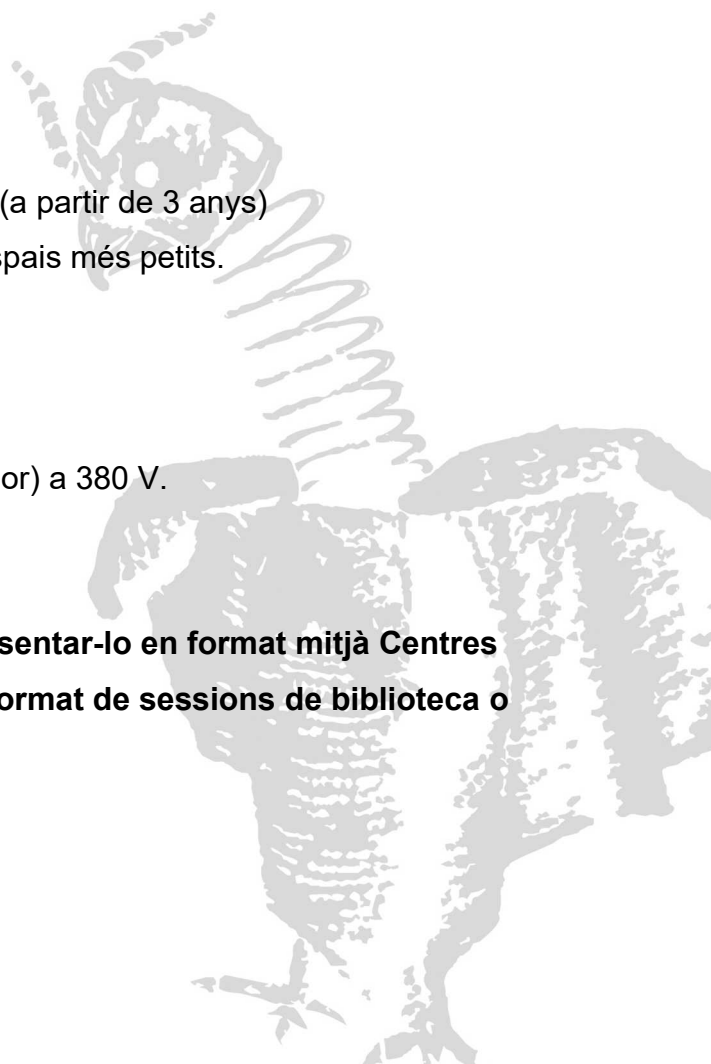 (a partir de 3 anys)
spais més petits.
or) a 380 V.
sentar-lo en format mitjà Centres
ormat de sessions de biblioteca o